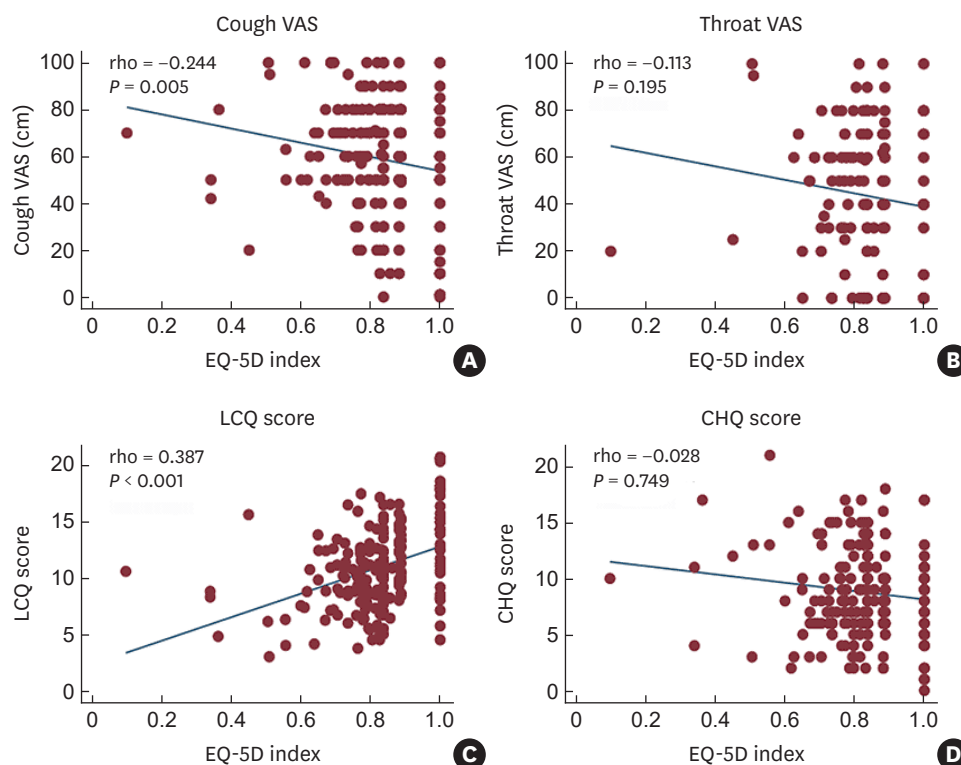 Cough VAS
rho = −0.244
P = 0.005
Cough VAS (cm)
100
80
60
40
20
0
0 0.2 0.4 0.6 0.8 1.0
EQ-5D index
A
Throat VAS
rho = −0.113
P = 0.195
Throat VAS (cm)
100
80
60
40
20
0
0 0.2 0.4 0.6 0.8 1.0
EQ-5D index
B
LCQ score
rho = 0.387
P < 0.001
LCQ score
20
15
10
5
0
0 0.2 0.4 0.6 0.8 1.0
EQ-5D index
C
CHQ score
rho = −0.028
P = 0.749
CHQ score
20
15
10
5
0
0 0.2 0.4 0.6 0.8 1.0
EQ-5D index
D